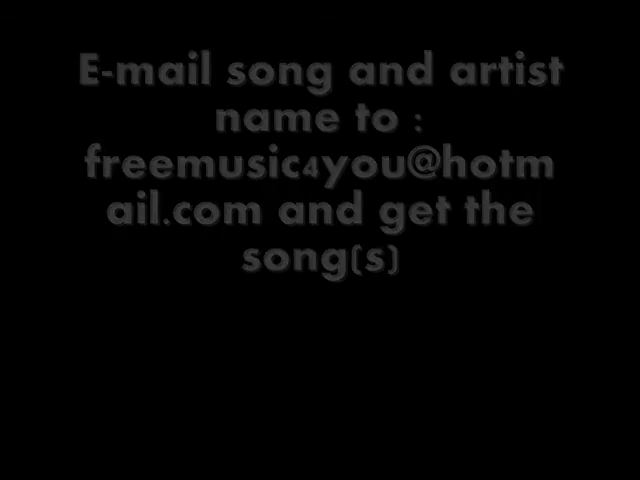 E-mail song and artist
name to :
freemusic4you@hotm
ail.com and get the
song(s)